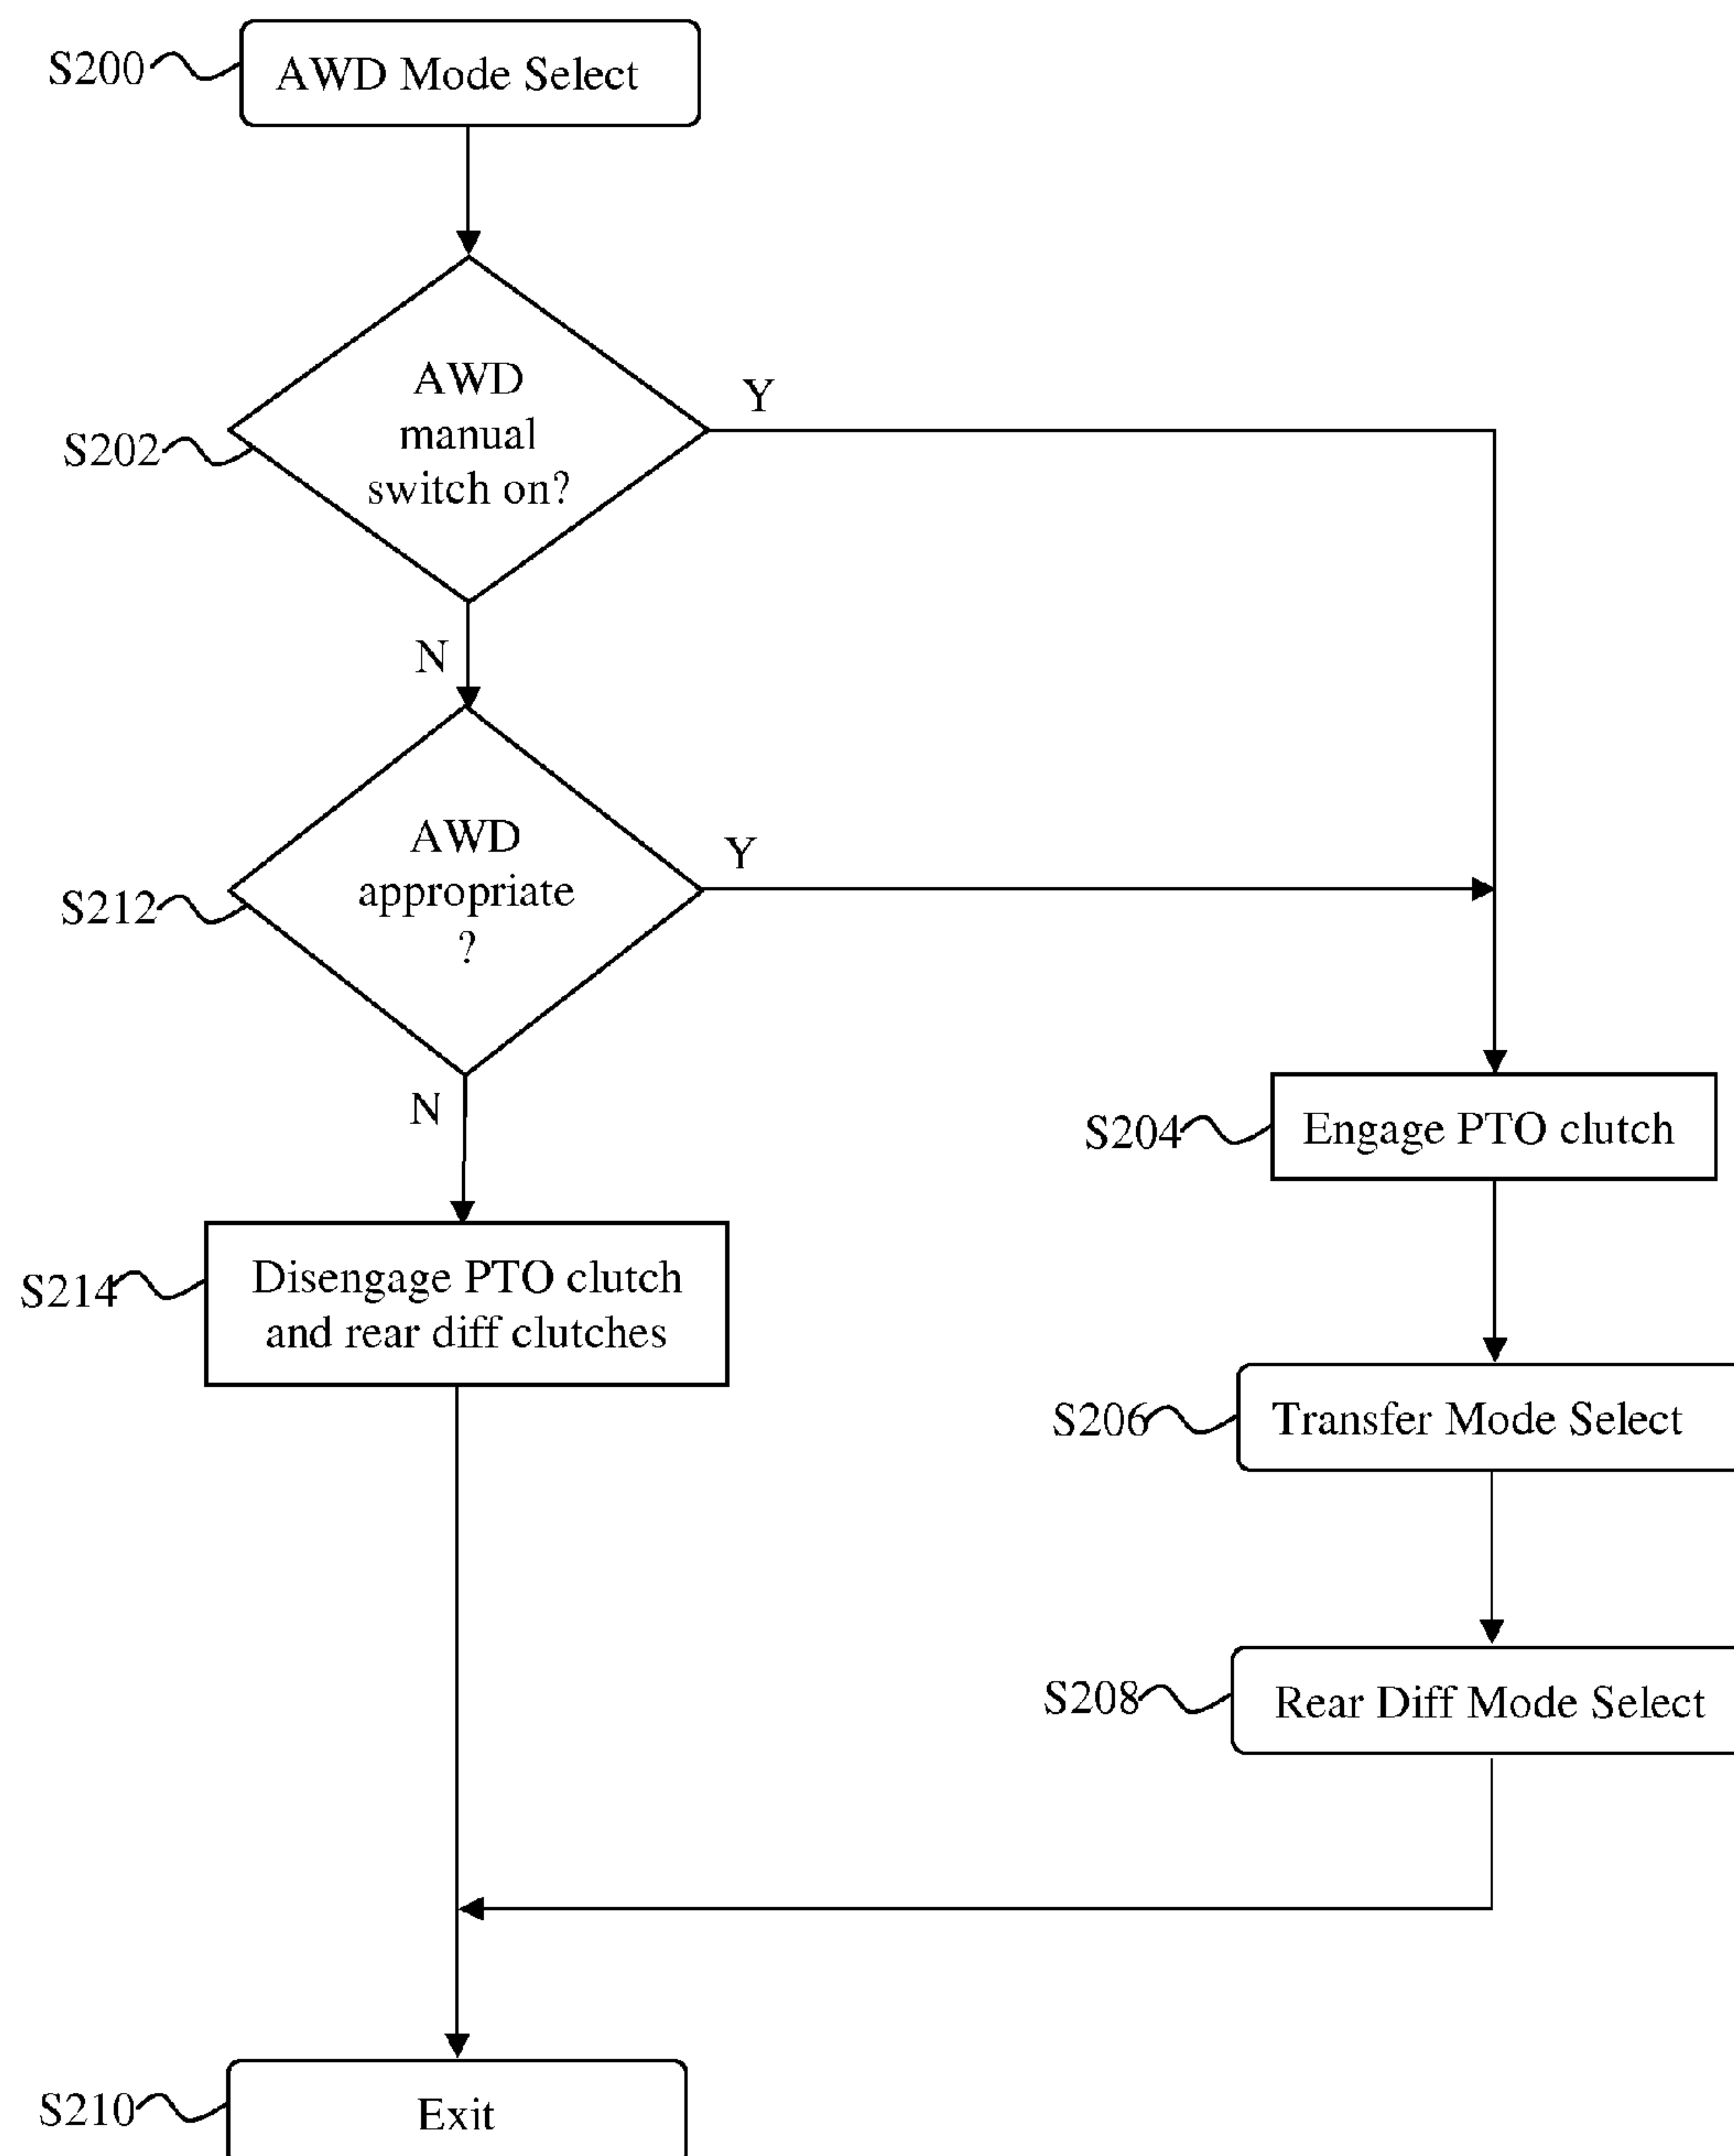 S200
AWD Mode Select
S202
AWD
manual
switch on?
Y
N
S212
AWD
appropriate
?
Y
N
S204
Engage PTO clutch
S214
Disengage PTO clutch
and rear diff clutches
S206
Transfer Mode Select
S208
Rear Diff Mode Select
S210
Exit